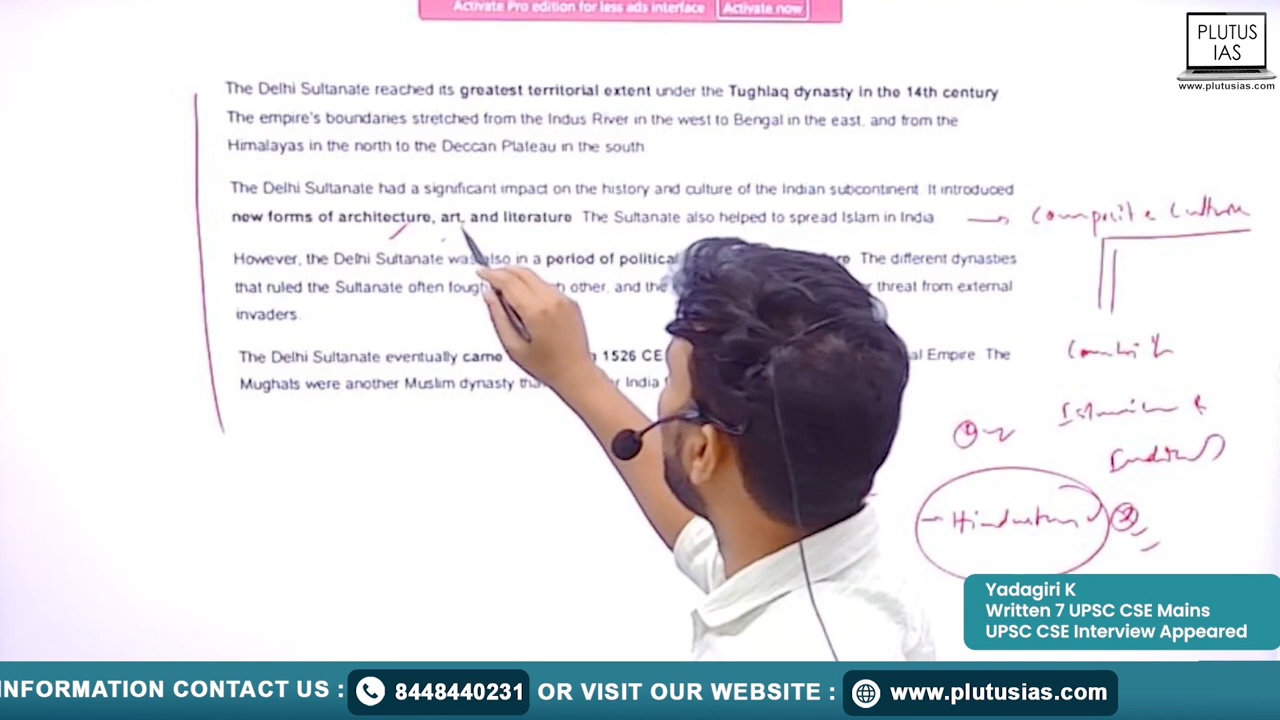 Activate Pro edition for less ads interface Activate now
PLUTUS
IAS
www.plutusias.com
The Delhi Sultanate reached its greatest territorial extent under the Tughlaq dynasty in the 14th century
The empire's boundaries stretched from the Indus River in the west to Bengal in the east, and from the
Himalayas in the north to the Deccan Plateau in the south
The Delhi Sultanate had a significant impact on the history and culture of the Indian subcontinent. It introduced
new forms of architecture, art, and literature The Sultanate also helped to spread Islam in India
Composite Culture
However, the Delhi Sultanate was also in a period of political The different dynasties
that ruled the Sultanate often other, and the threat from external
invaders.
The Delhi Sultanate eventually came 1526 CE Empire. The
Mughals were another Muslim dynasty India
Yadagiri K
Written 7 UPSC CSE Mains
UPSC CSE Interview Appeared
INFORMATION CONTACT US : 8448440231 OR VISIT OUR WEBSITE : www.plutusias.com